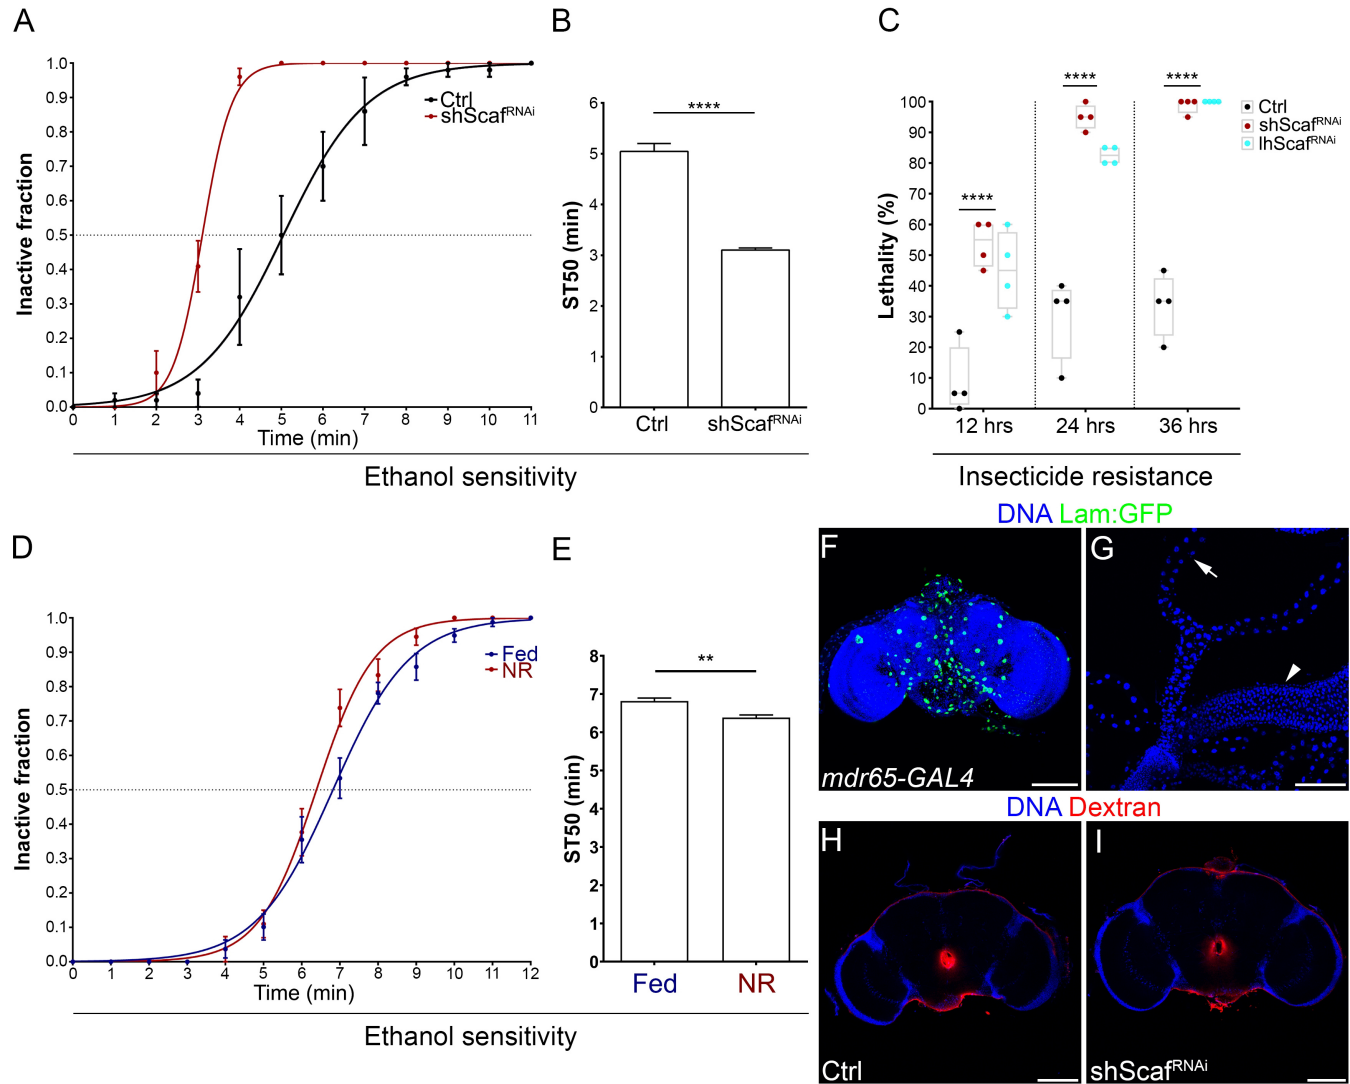 A
Inactive fraction
1.0
0.9
0.8
0.7
0.6
0.5
0.4
0.3
0.2
0.1
0.0
0 1 2 3 4 5 6 7 8 9 10 11
Time (min)
Ctrl
shScafRNAi
B
ST50 (min)
6
5
4
3
2
1
0
****
Ctrl shScafRNAi
Ethanol sensitivity
C
Lethality (%)
100
90
80
70
60
50
40
30
20
10
0
****
****
****
Ctrl
shScafRNAi
lhScafRNAi
12 hrs 24 hrs 36 hrs
Insecticide resistance
D
Inactive fraction
1.0
0.9
0.8
0.7
0.6
0.5
0.4
0.3
0.2
0.1
0.0
0 1 2 3 4 5 6 7 8 9 10 11 12
Time (min)
Fed
NR
E
ST50 (min)
8
7
6
5
4
3
2
1
0
**
Fed NR
Ethanol sensitivity
DNA Lam:GFP
F
mdr65-GAL4
G
DNA Dextran
H
Ctrl
I
shScafRNAi